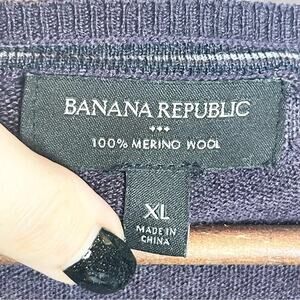 BANANA REPUBLIC
100% MERINO WOOL
XL
MADE IN
CHINA